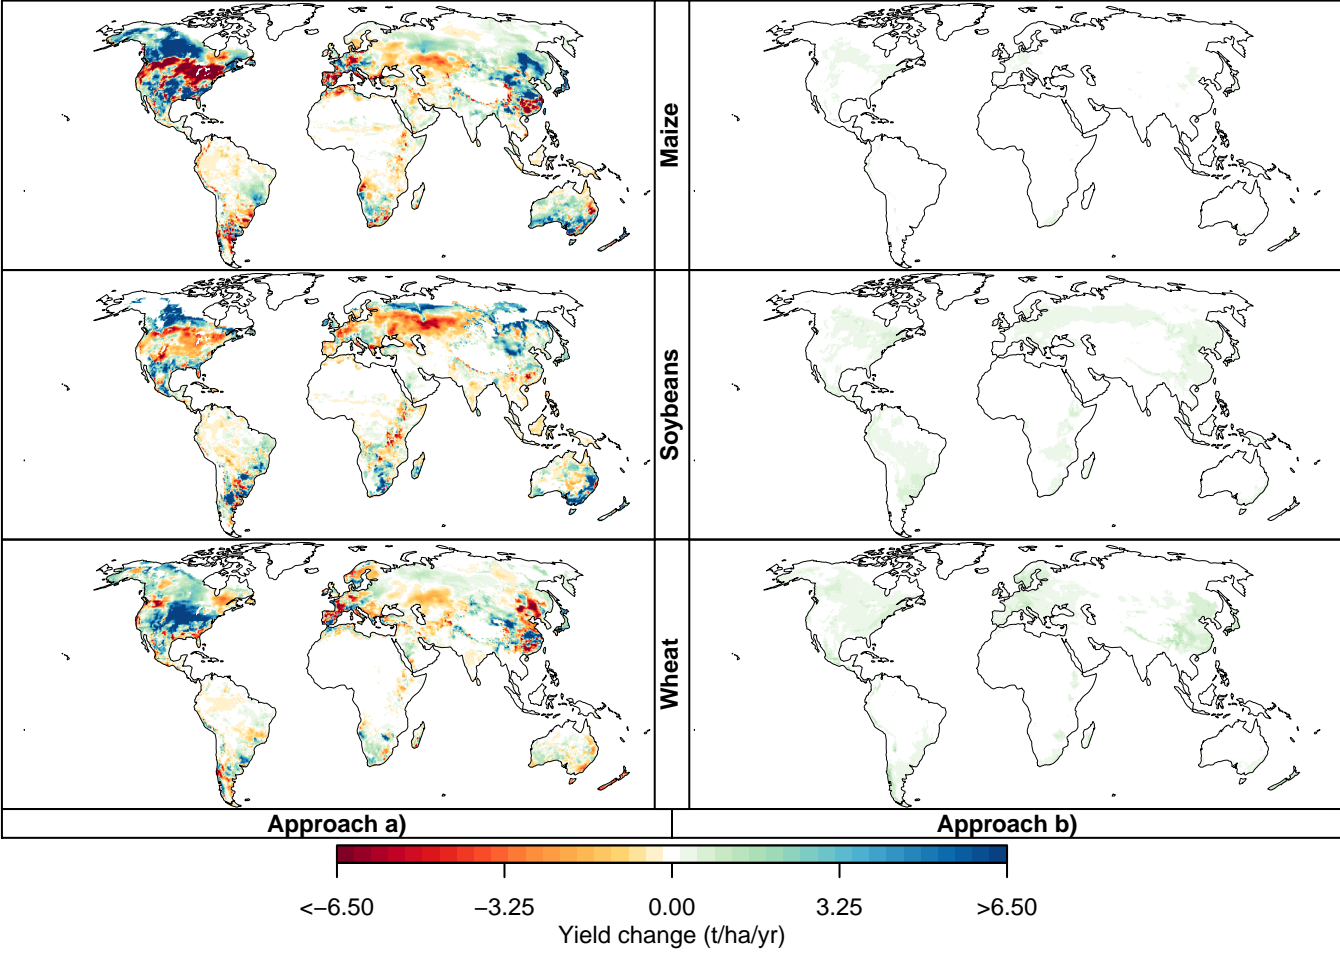 Maize
Soybeans
Wheat
Approach a)
Approach b)
<−6.50
−3.25
0.00
3.25
>6.50
Yield change (t/ha/yr)